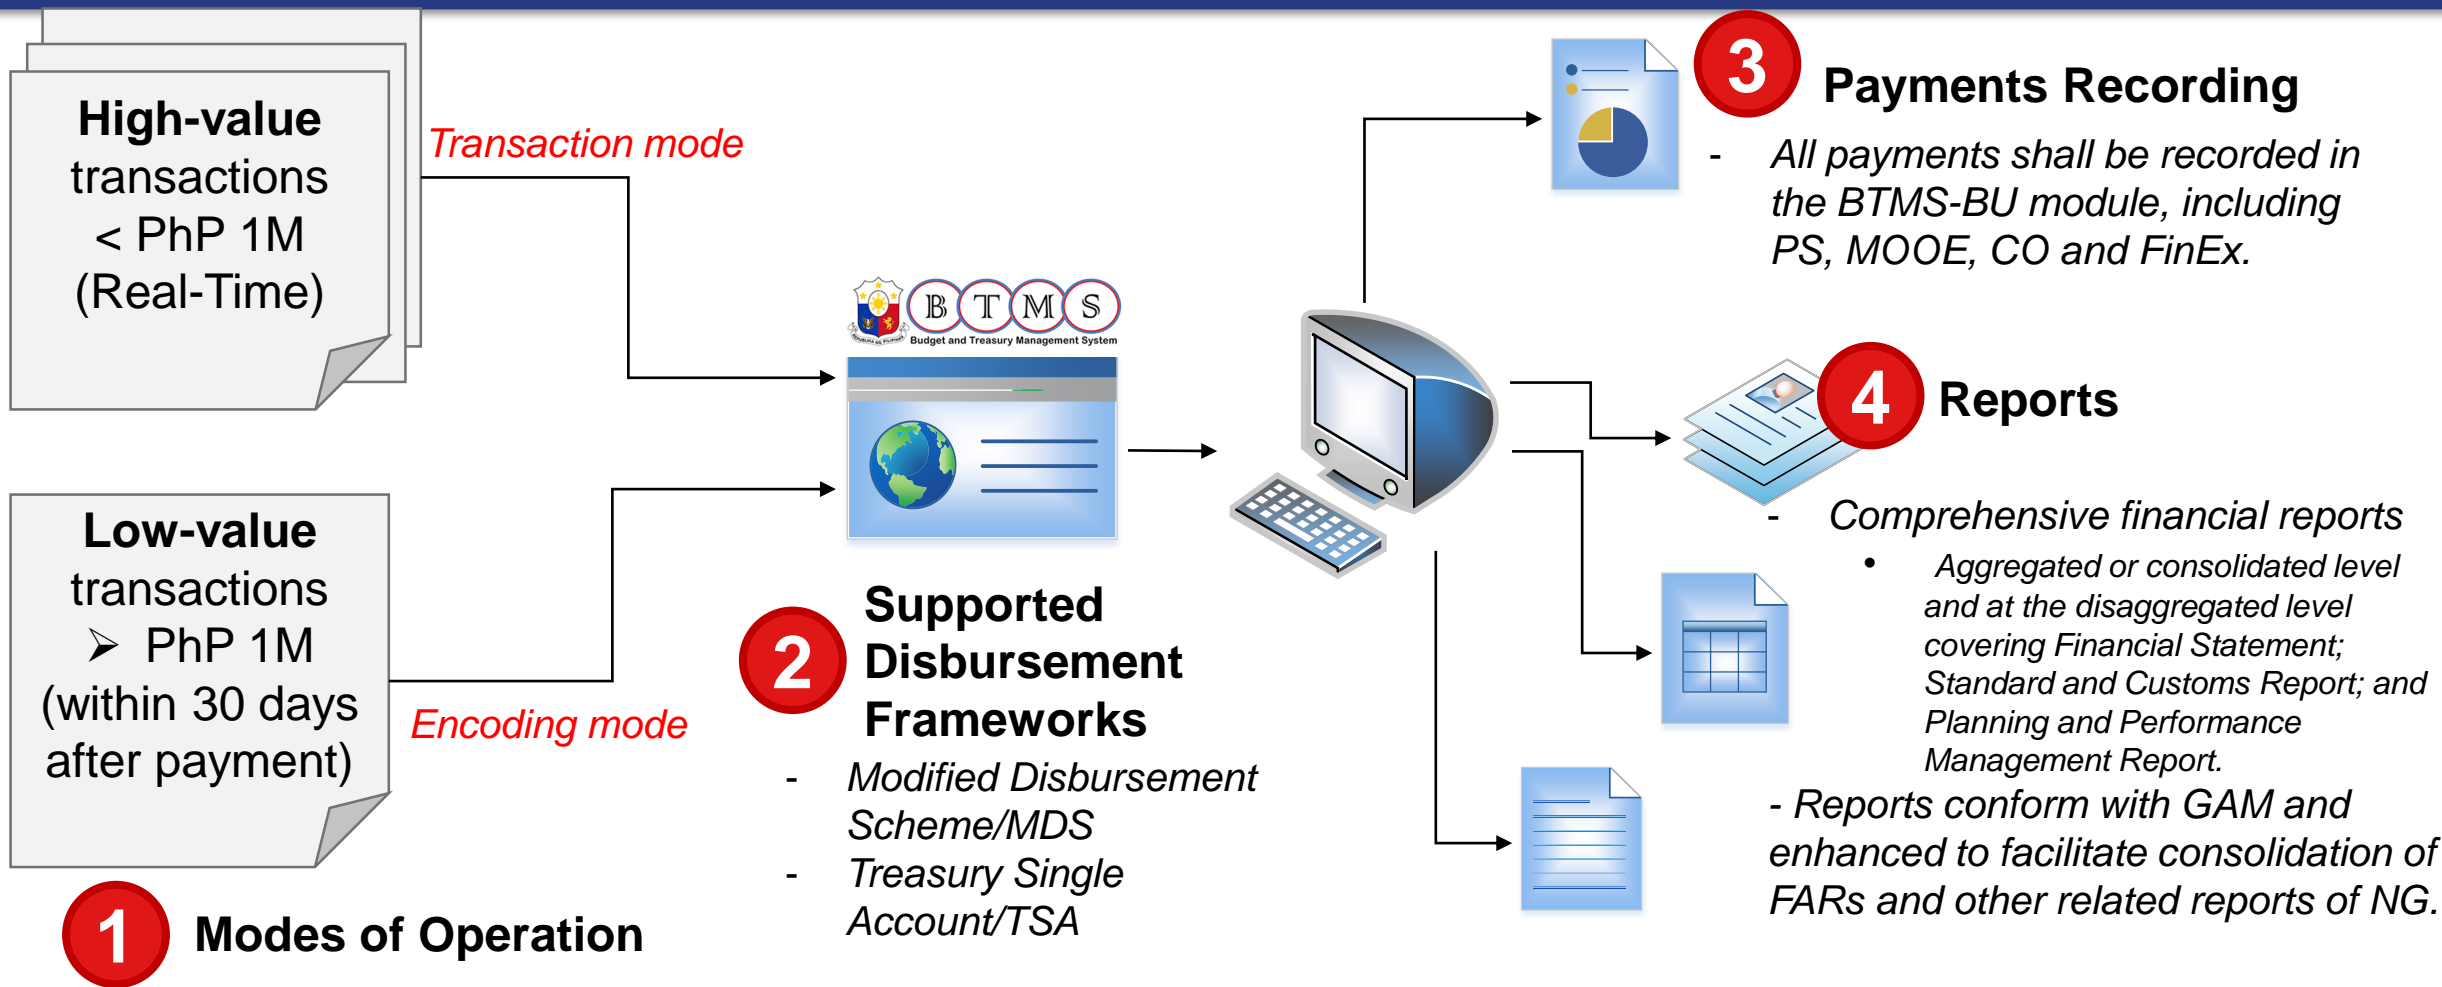 High-value
transactions
< PhP 1M
(Real-Time)
Transaction mode
Low-value
transactions
➢ PhP 1M
(within 30 days
after payment)
Encoding mode
1 Modes of Operation
B T M S
Budget and Treasury Management System
REPUBLIKA NG PILIPINAS
2
Supported
Disbursement
Frameworks
- Modified Disbursement
Scheme/MDS
- Treasury Single
Account/TSA
3 Payments Recording
- All payments shall be recorded in
the BTMS-BU module, including
PS, MOOE, CO and FinEx.
4 Reports
- Comprehensive financial reports
• Aggregated or consolidated level
and at the disaggregated level
covering Financial Statement;
Standard and Customs Report; and
Planning and Performance
Management Report.
- Reports conform with GAM and
enhanced to facilitate consolidation of
FARs and other related reports of NG.